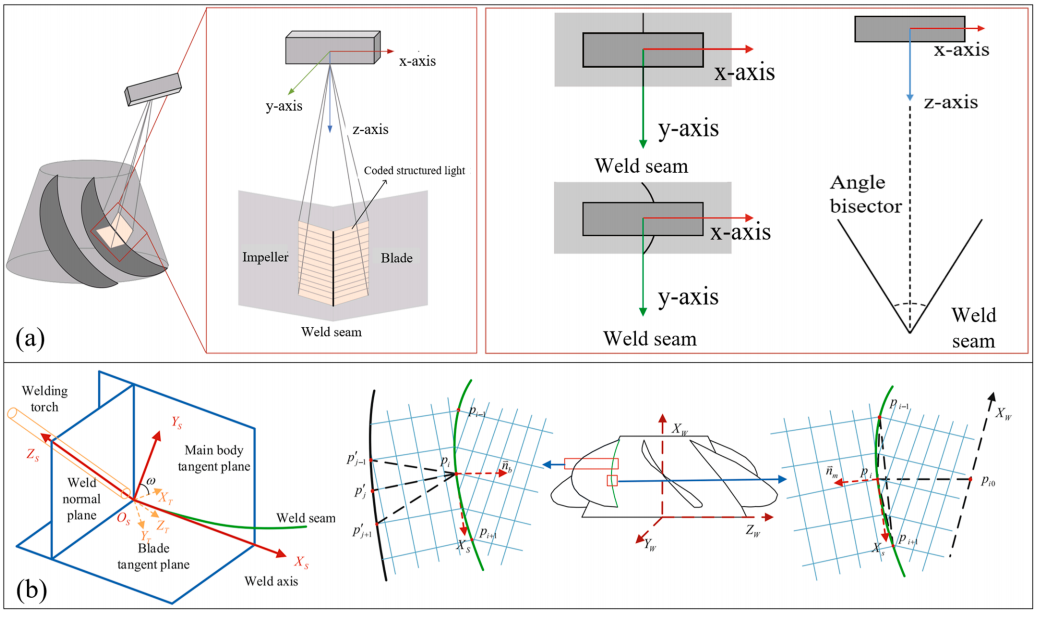 x-axis
y-axis
z-axis
Coded structured light
Impeller
Blade
Weld seam
(a)
x-axis
y-axis
Weld seam
x-axis
y-axis
Weld seam
x-axis
z-axis
Angle
bisector
Weld
seam
Welding
torch
Z_S
Y_S
Main body
tangent plane
Weld
normal
plane
ω
X_T
Z_T
Y_T
O_S
Weld seam
Blade
tangent plane
X_S
Weld axis
(b)
p_{i-1}
p'_{j-1}
p_i
n̄_b
p'_j
p'_{j+1}
p_{i+1}
X_S
X_W
Z_W
Y_W
p_{i-1}
X_W
n̄_m
p_i
p_{i0}
p_{i+1}
X_s